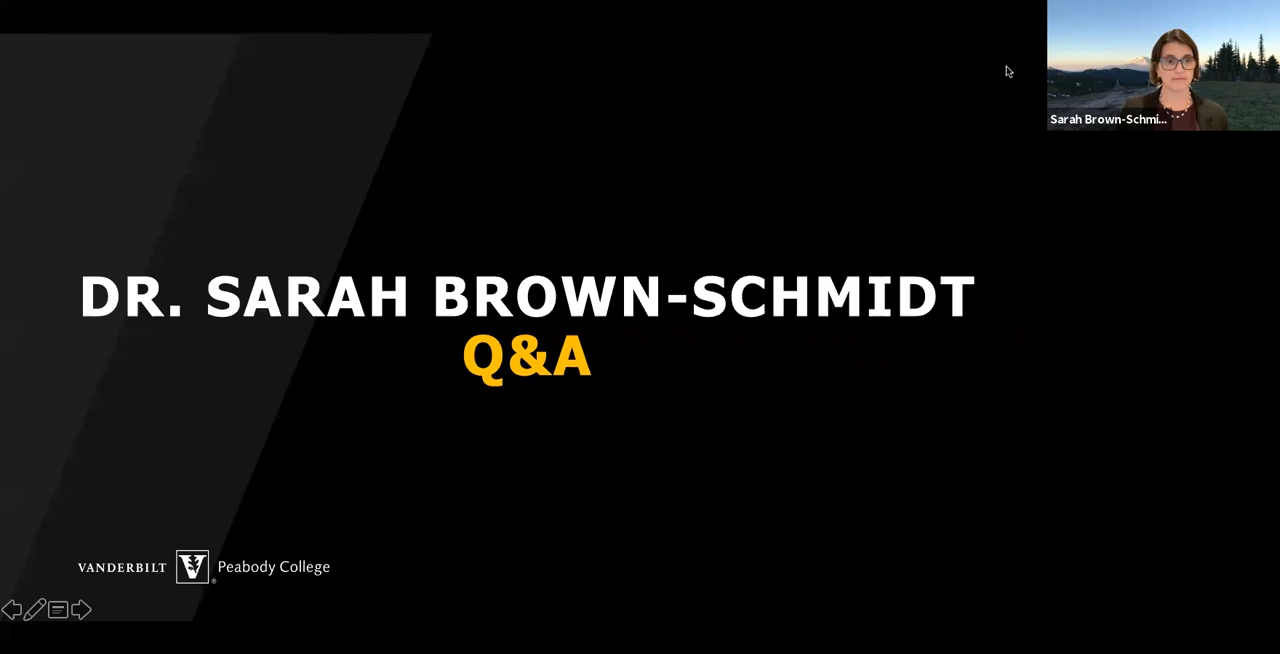 Sarah Brown-Schmi...
DR. SARAH BROWN-SCHMIDT
Q&A
VANDERBILT V® Peabody College